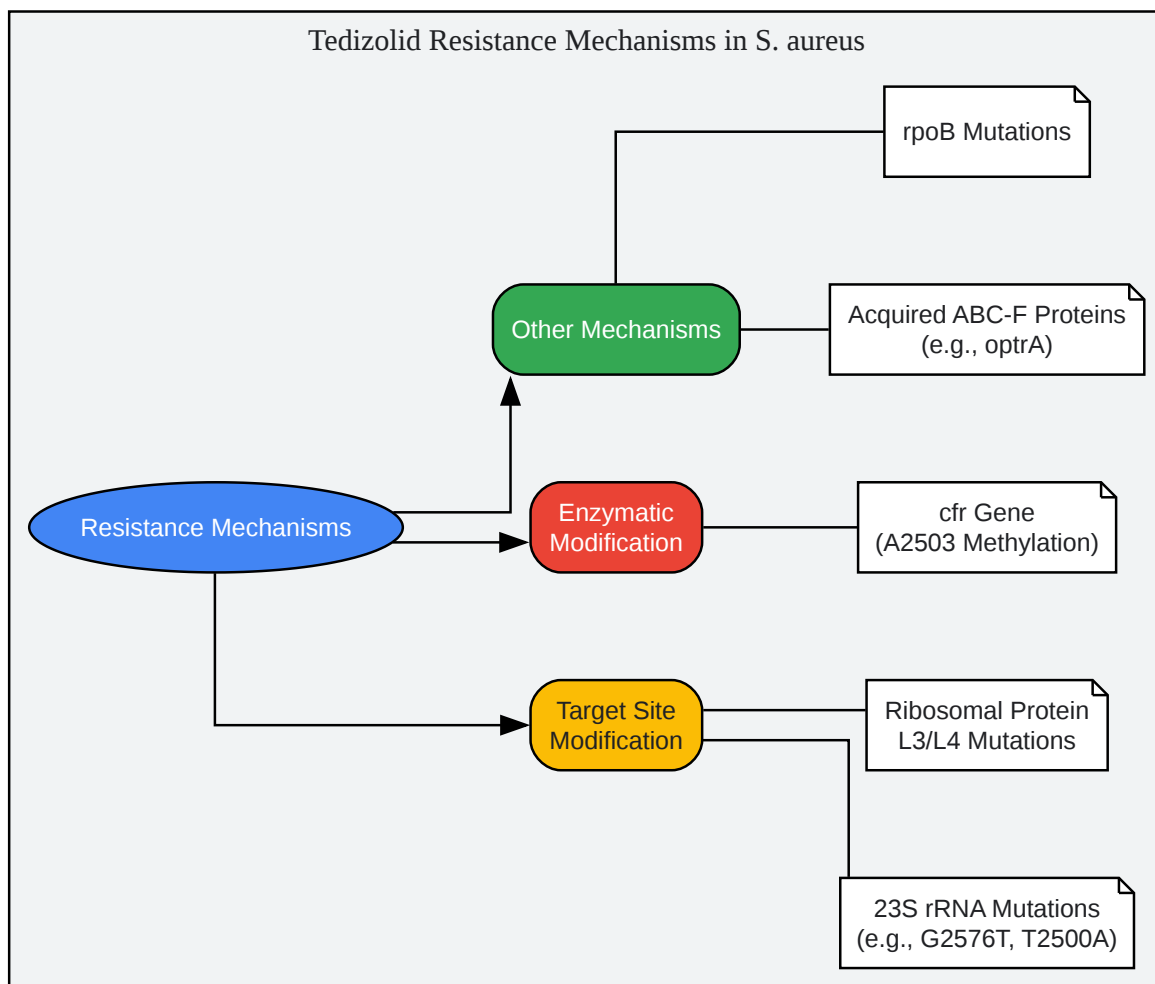 Tedizolid Resistance Mechanisms in S. aureus
rpoB Mutations
Other Mechanisms
Acquired ABC-F Proteins
(e.g., optrA)
Resistance Mechanisms
Enzymatic
Modification
cfr Gene
(A2503 Methylation)
Target Site
Modification
Ribosomal Protein
L3/L4 Mutations
23S rRNA Mutations
(e.g., G2576T, T2500A)